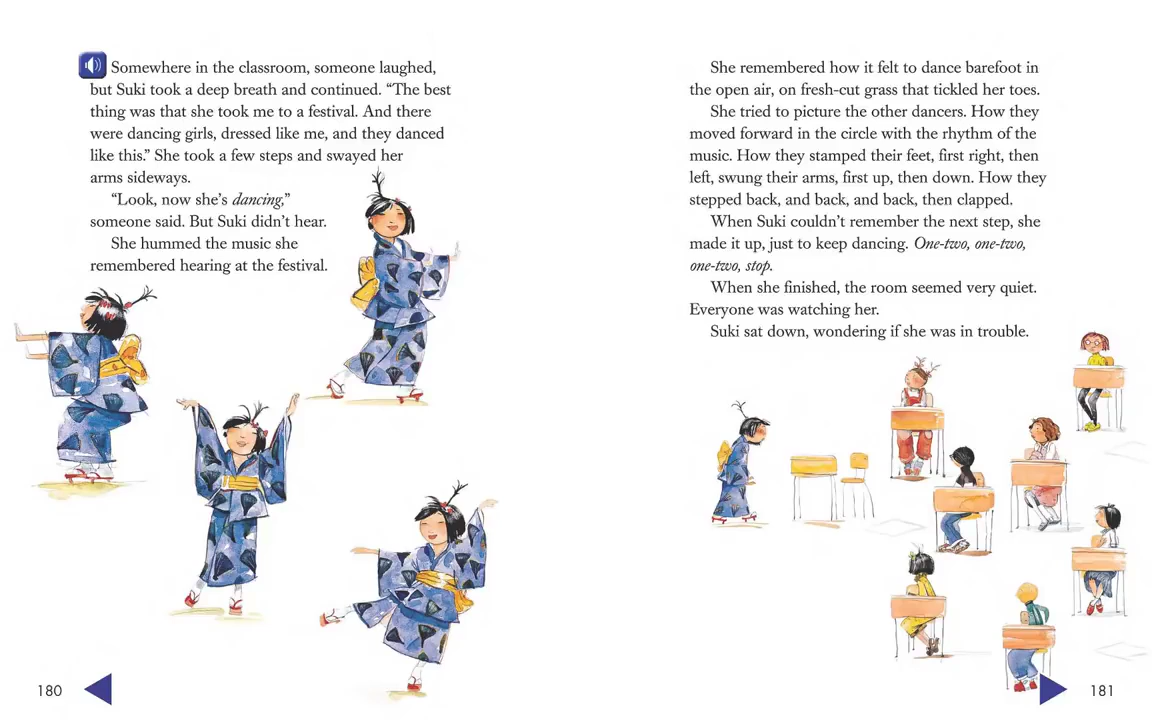 Somewhere in the classroom, someone laughed,
but Suki took a deep breath and continued. “The best
thing was that she took me to a festival. And there
were dancing girls, dressed like me, and they danced
like this.” She took a few steps and swayed her
arms sideways.
“Look, now she’s dancing,”
someone said. But Suki didn’t hear.
She hummed the music she
remembered hearing at the festival.
180
She remembered how it felt to dance barefoot in
the open air, on fresh-cut grass that tickled her toes.
She tried to picture the other dancers. How they
moved forward in the circle with the rhythm of the
music. How they stamped their feet, first right, then
left, swung their arms, first up, then down. How they
stepped back, and back, and back, then clapped.
When Suki couldn’t remember the next step, she
made it up, just to keep dancing. One-two, one-two,
one-two, stop.
When she finished, the room seemed very quiet.
Everyone was watching her.
Suki sat down, wondering if she was in trouble.
181